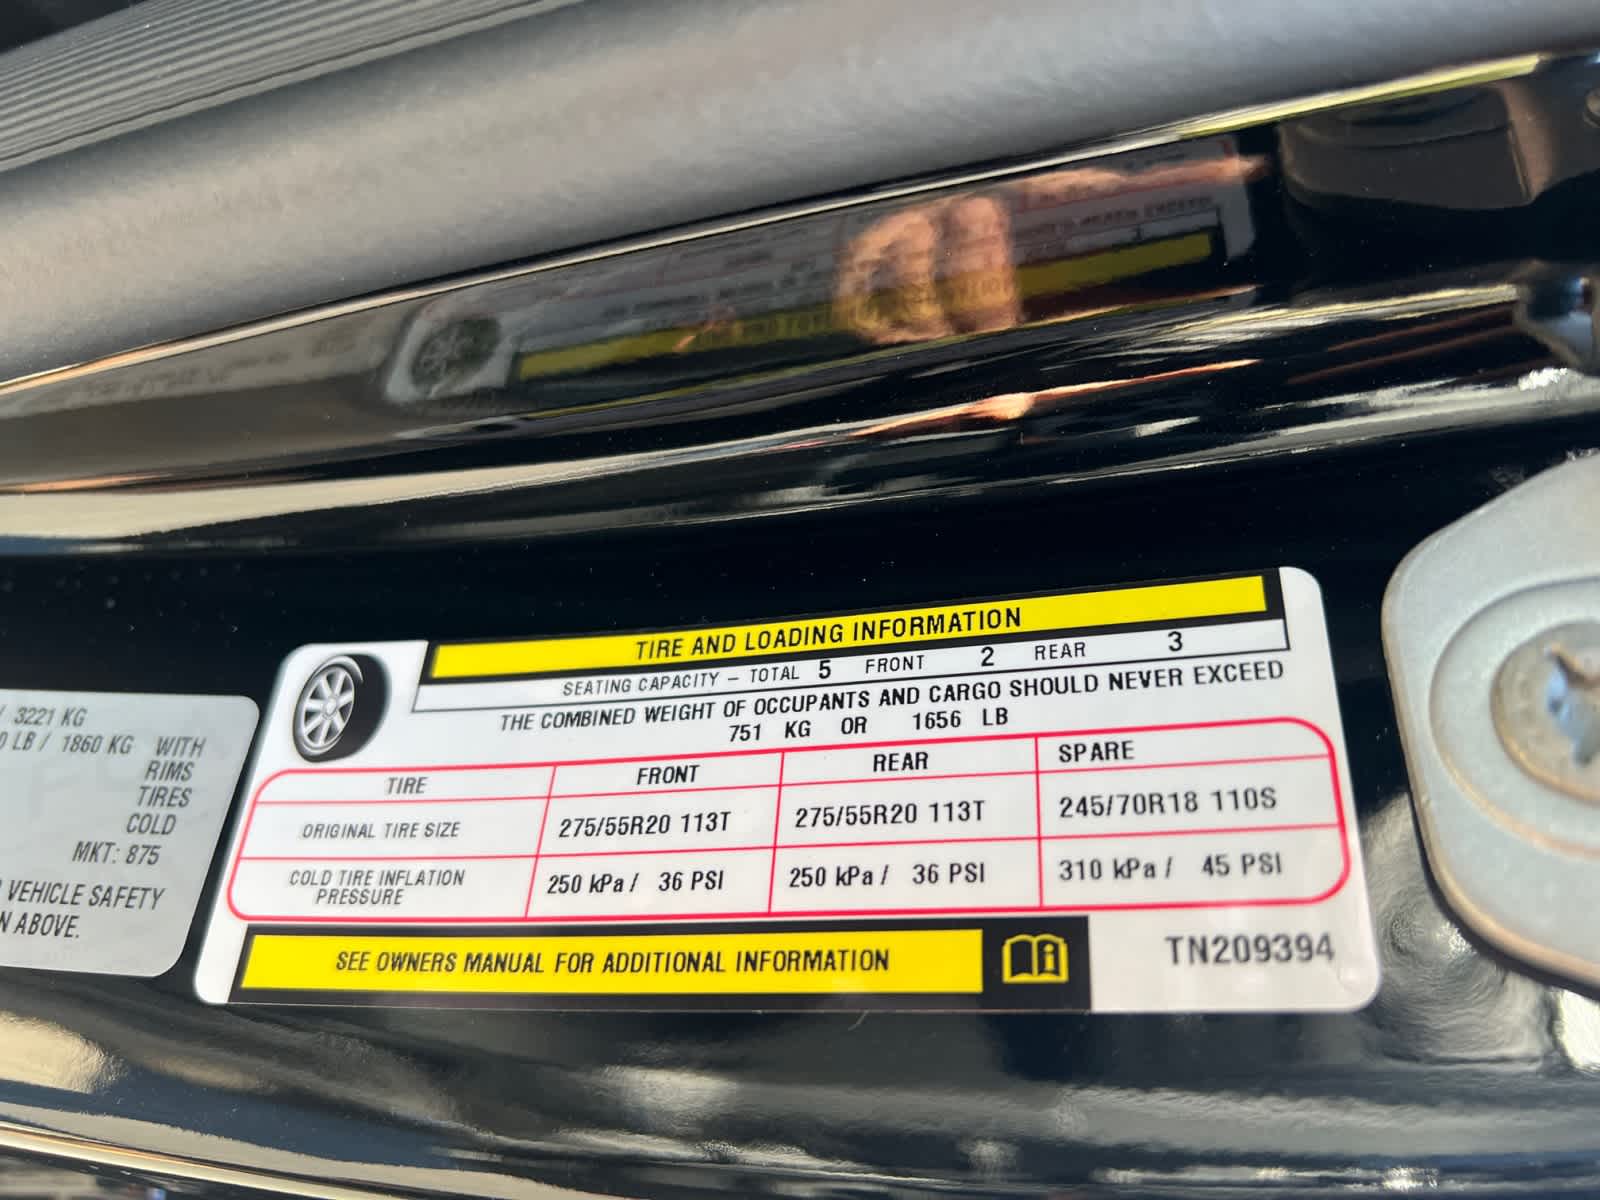 TIRE AND LOADING INFORMATION
SEATING CAPACITY – TOTAL 5 FRONT 2 REAR 3
THE COMBINED WEIGHT OF OCCUPANTS AND CARGO SHOULD NEVER EXCEED
751 KG OR 1656 LB
TIRE FRONT REAR SPARE
ORIGINAL TIRE SIZE 275/55R20 113T 275/55R20 113T 245/70R18 110S
COLD TIRE INFLATION
PRESSURE 250 kPa / 36 PSI 250 kPa / 36 PSI 310 kPa / 45 PSI
SEE OWNERS MANUAL FOR ADDITIONAL INFORMATION
TN209394
/ 3221 KG
0 LB / 1860 KG WITH
RIMS
TIRES
COLD
MKT: 875
VEHICLE SAFETY
N ABOVE.